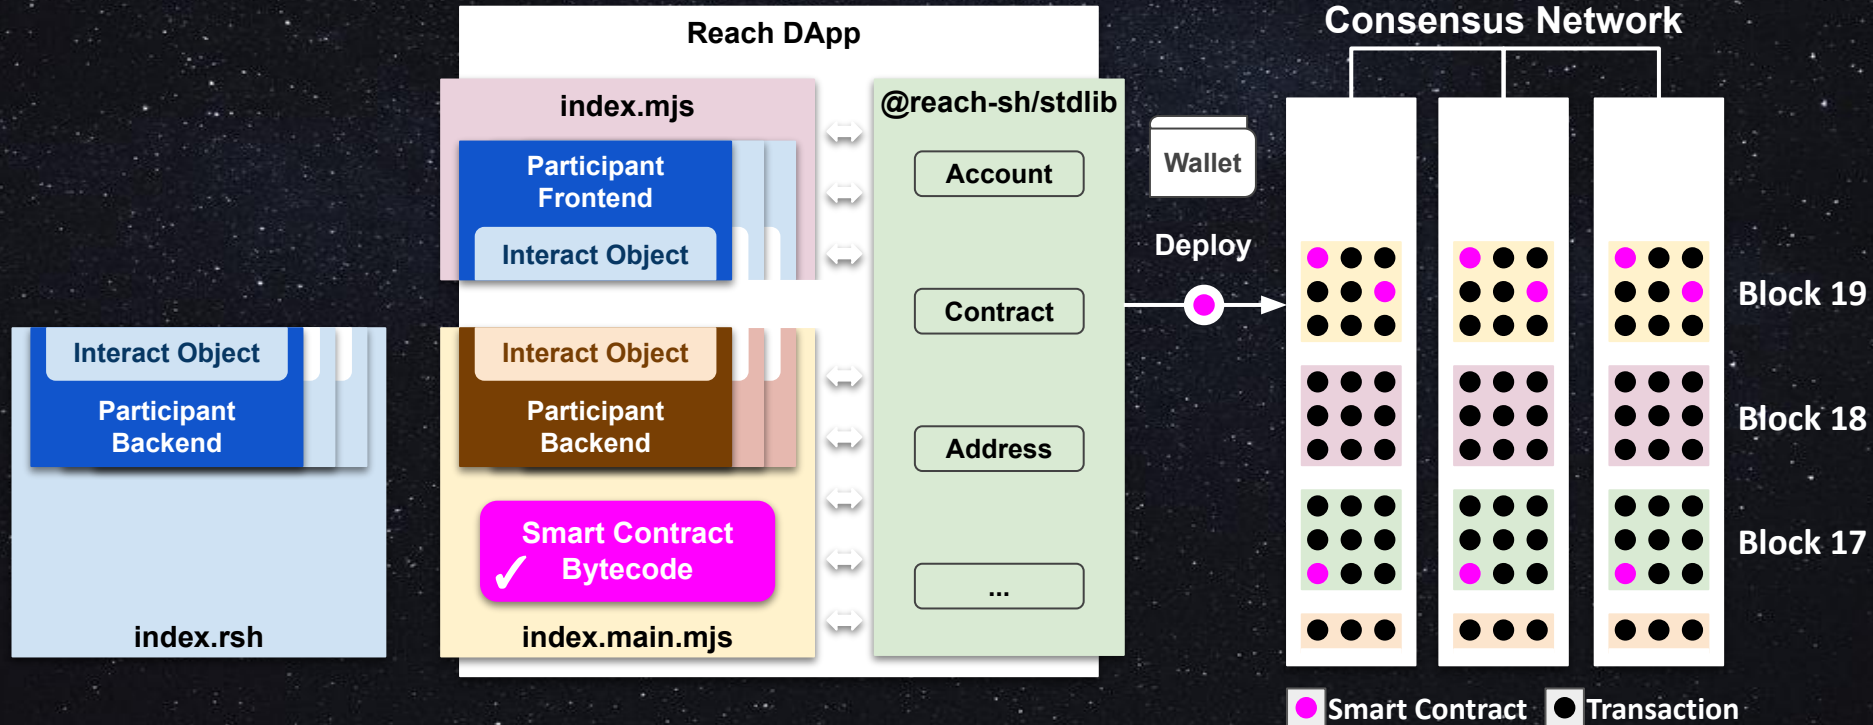 Reach DApp
Consensus Network
index.mjs
@reach-sh/stdlib
Participant
Frontend
Interact Object
Account
Wallet
Deploy
Contract
Block 19
Interact Object
Participant
Backend
index.rsh
Interact Object
Participant
Backend
Smart Contract
Bytecode
index.main.mjs
Address
...
Block 18
Block 17
Smart Contract
Transaction